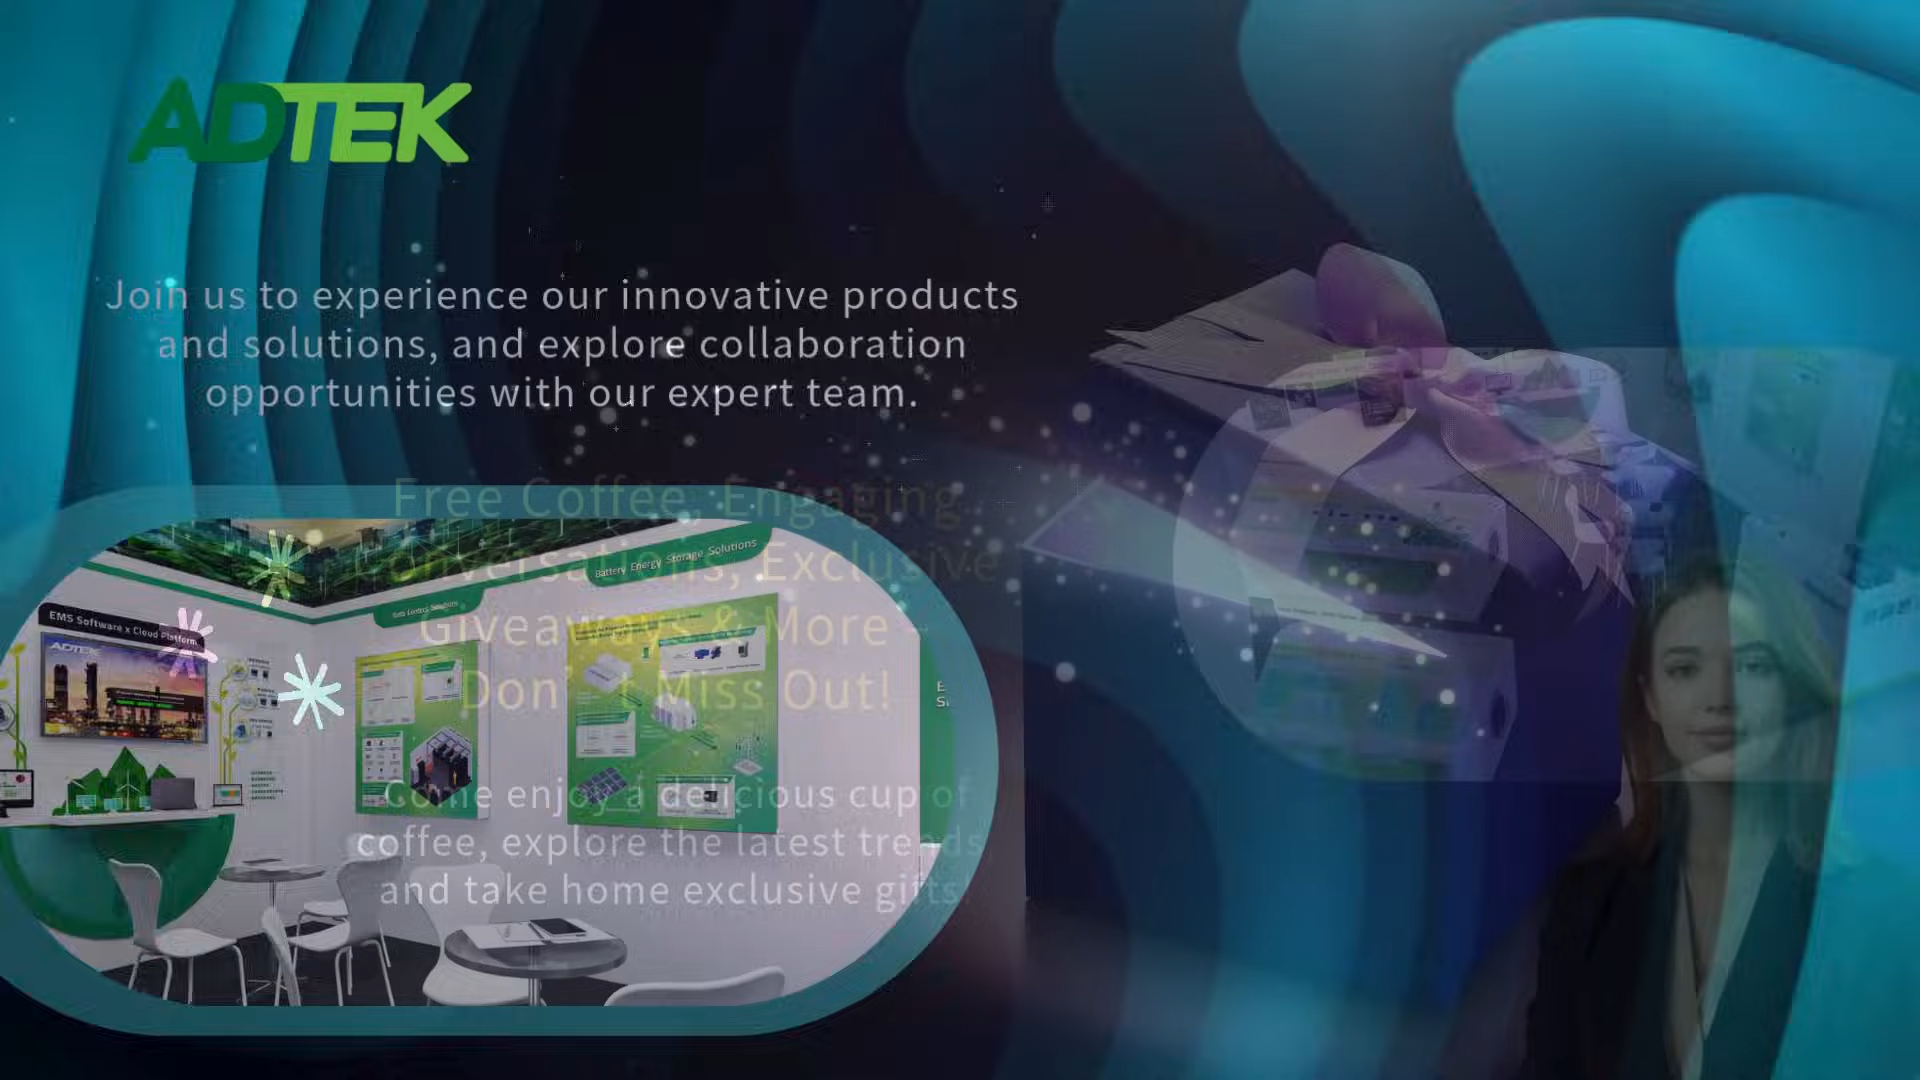 ADTEK
Join us to experience our innovative products
and solutions, and explore collaboration
opportunities with our expert team.
Free Coffee, Engaging
Conversations, Exclusive
Giveaways & More
Don't Miss Out!
Battery Energy Storage Solutions
EMS Software x Cloud Platform
ADTEK
Come enjoy a delicious cup of
coffee, explore the latest trends
and take home exclusive gifts.